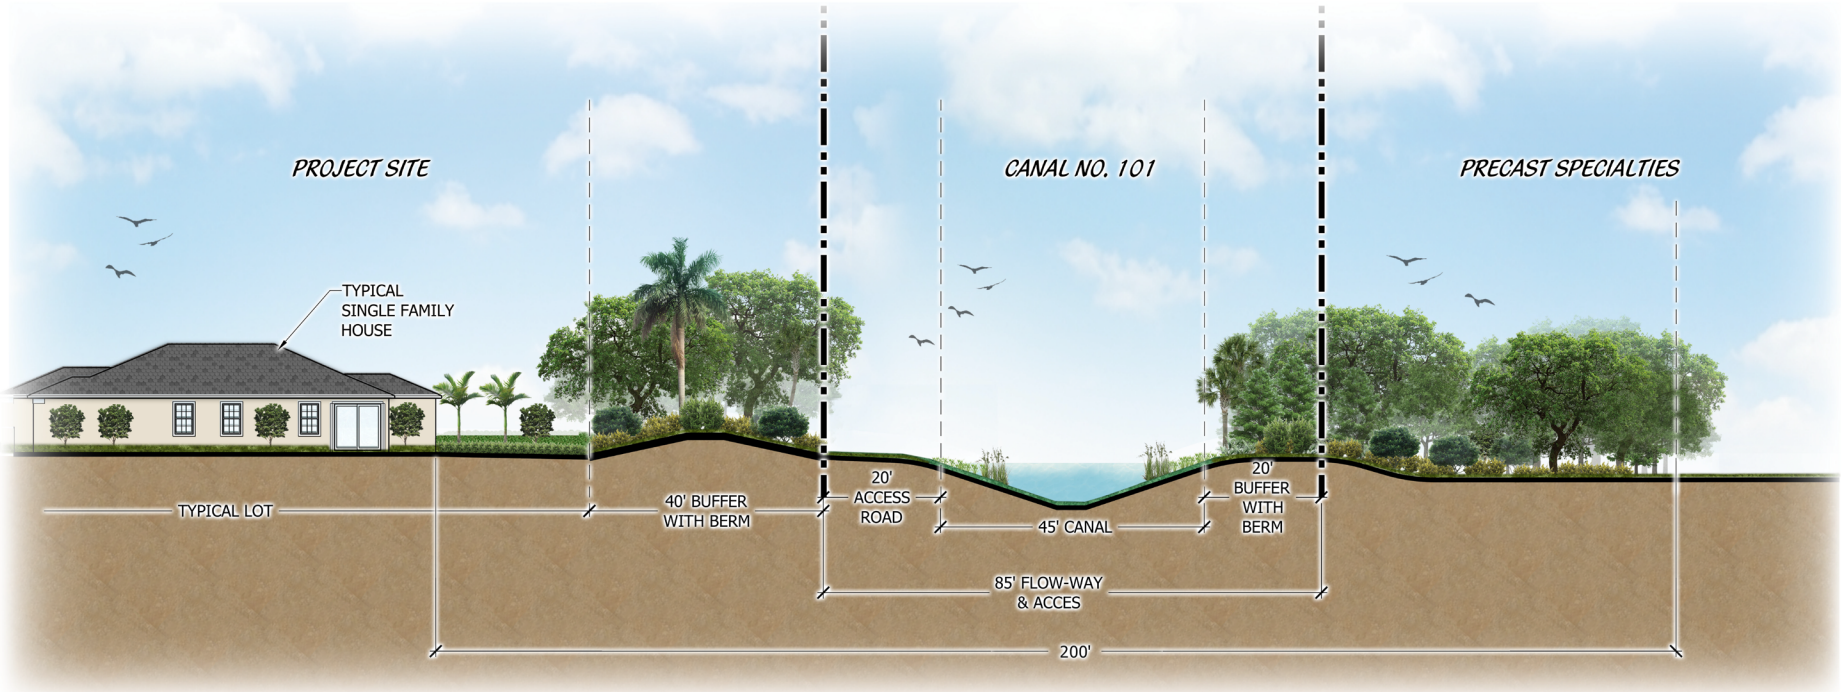 PROJECT SITE
CANAL NO. 101
PRECAST SPECIALTIES
TYPICAL
SINGLE FAMILY
HOUSE
TYPICAL LOT
40' BUFFER
WITH BERM
20'
ACCESS
ROAD
45' CANAL
20'
BUFFER
WITH
BERM
85' FLOW-WAY
& ACCES
200'